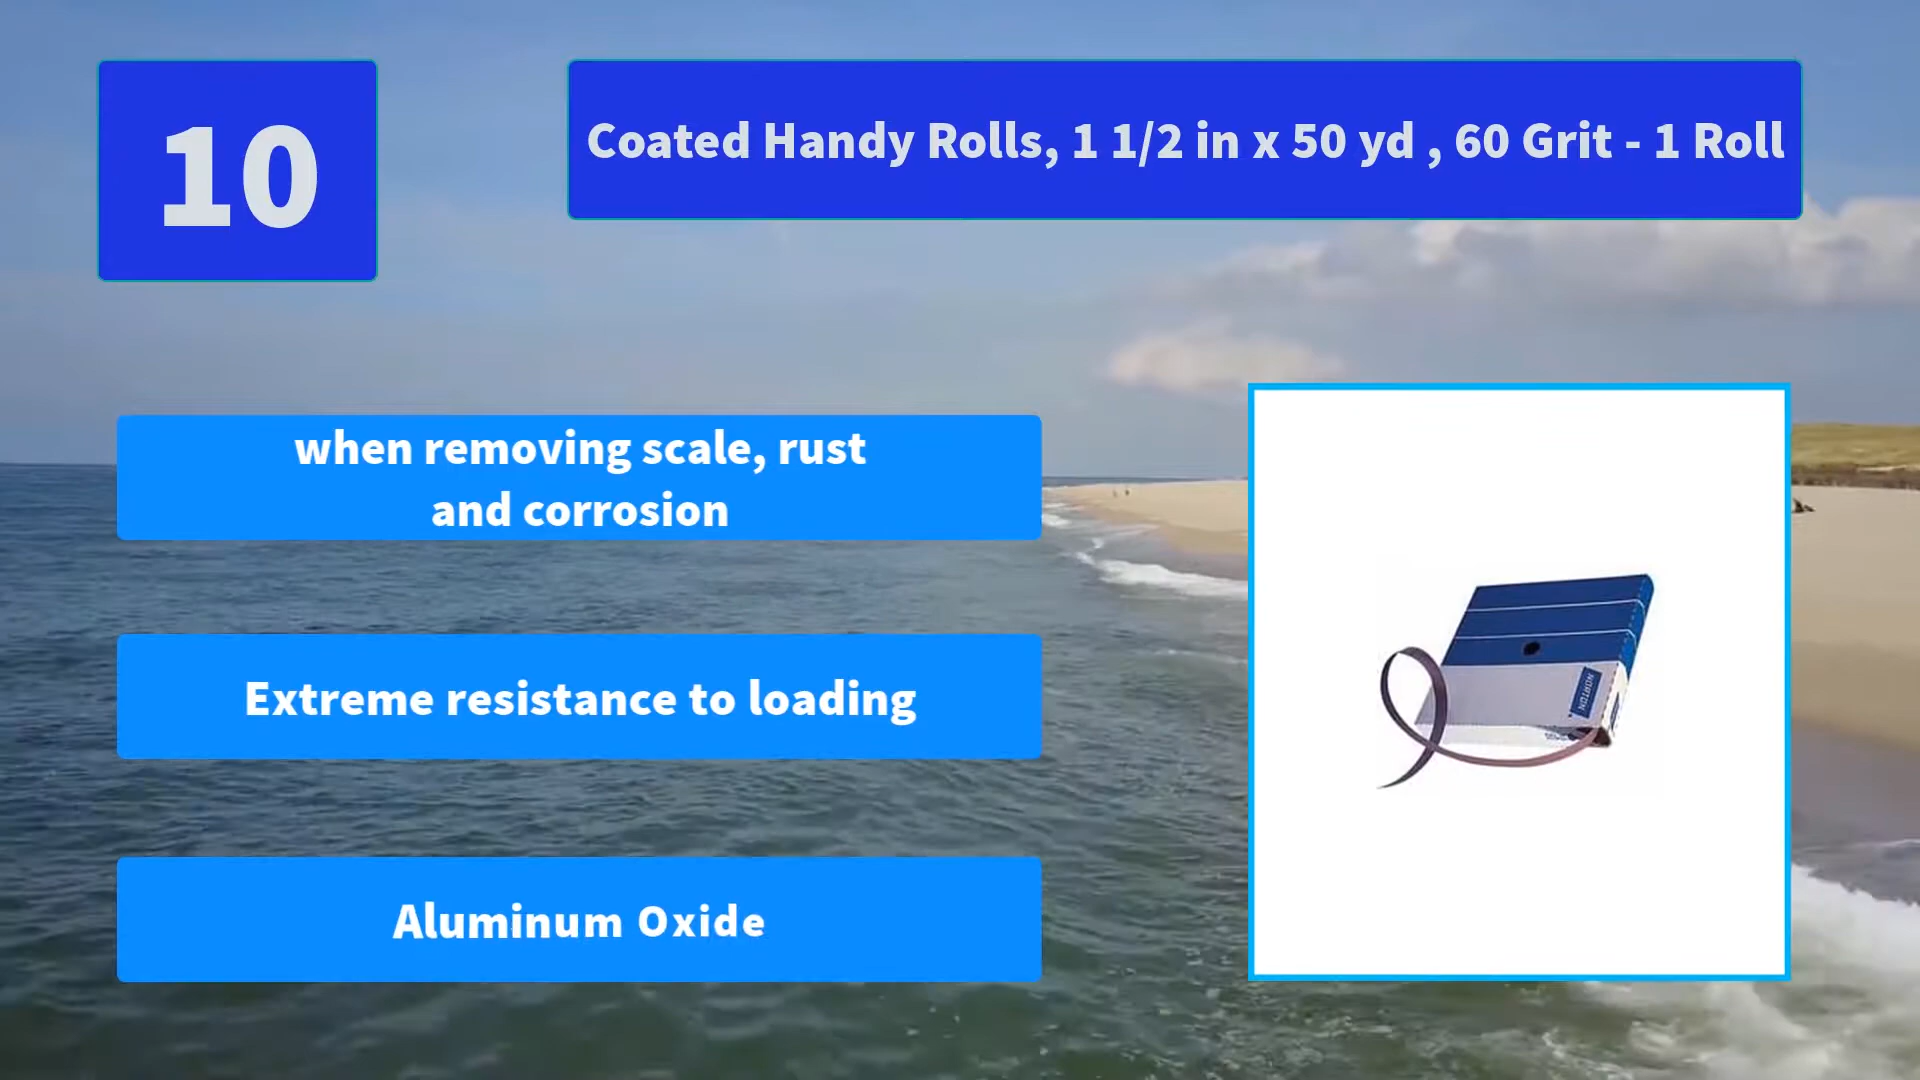 10
Coated Handy Rolls, 1 1/2 in x 50 yd , 60 Grit - 1 Roll
when removing scale, rust
and corrosion
Extreme resistance to loading
Aluminum Oxide
NORTON